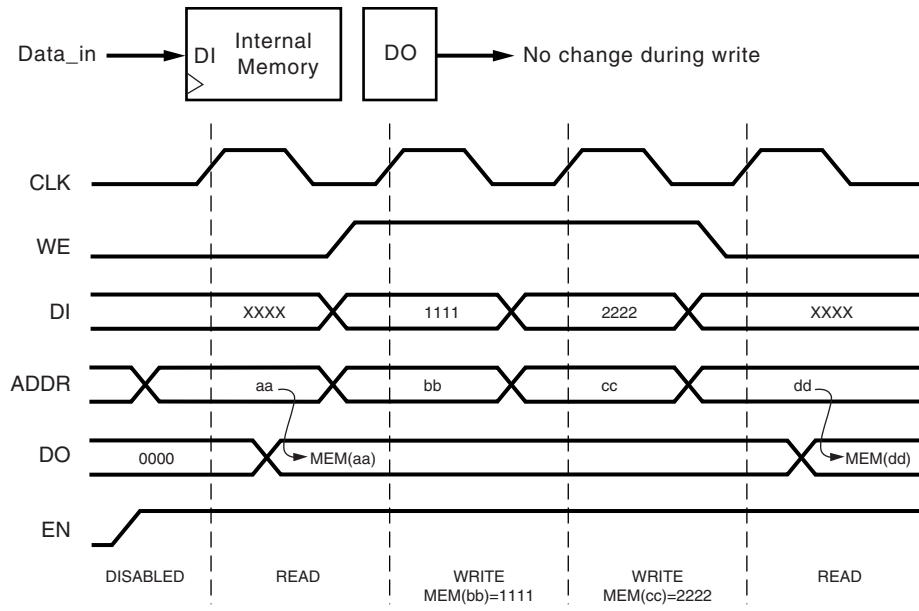 Data_in
DI
Internal
Memory
DO
No change during write
CLK
WE
DI
XXXX
1111
2222
XXXX
ADDR
aa
bb
cc
dd
DO
0000
MEM(aa)
MEM(dd)
EN
DISABLED
READ
WRITE
MEM(bb)=1111
WRITE
MEM(cc)=2222
READ